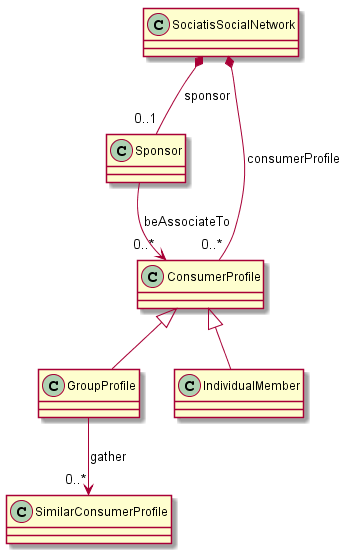 C SociatisSocialNetwork
sponsor
0..1
C Sponsor
consumerProfile
beAssociateTo
0..*
0..*
C ConsumerProfile
C GroupProfile
C IndividualMember
gather
0..*
C SimilarConsumerProfile